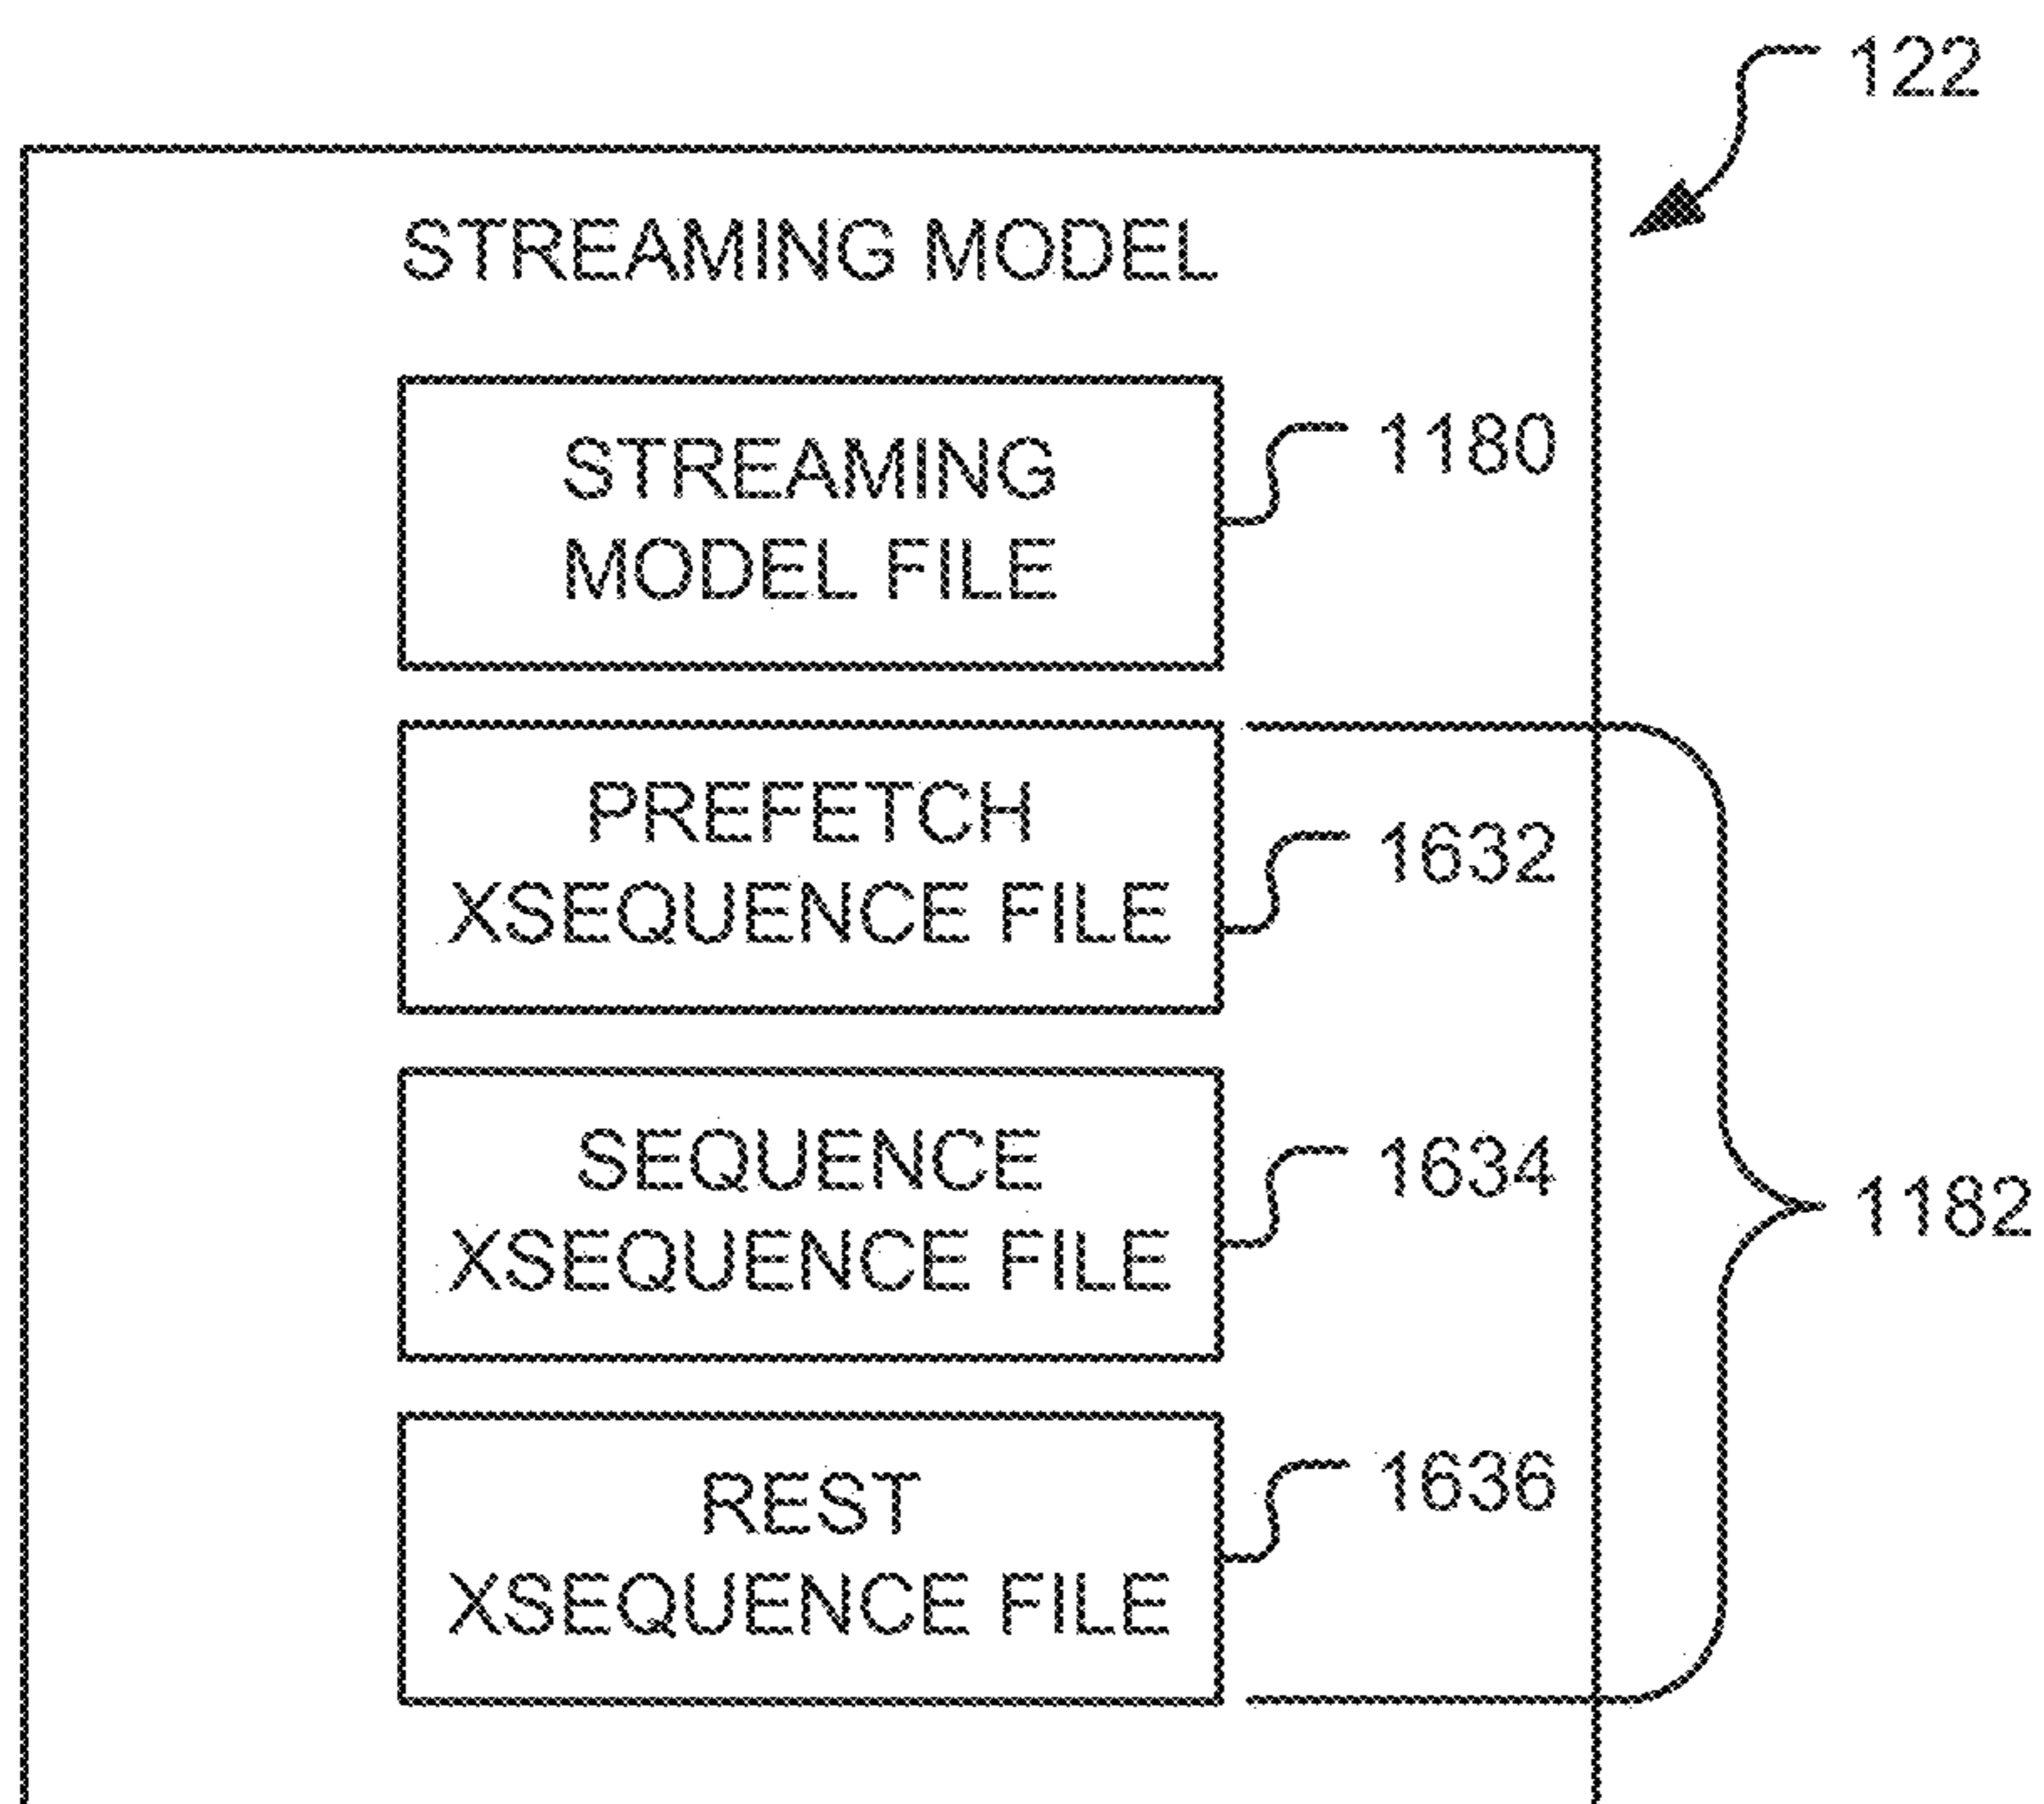 122
STREAMING MODEL
STREAMING
MODEL FILE
1180
PREFETCH
XSEQUENCE FILE
1632
SEQUENCE
XSEQUENCE FILE
1634
1182
REST
XSEQUENCE FILE
1636